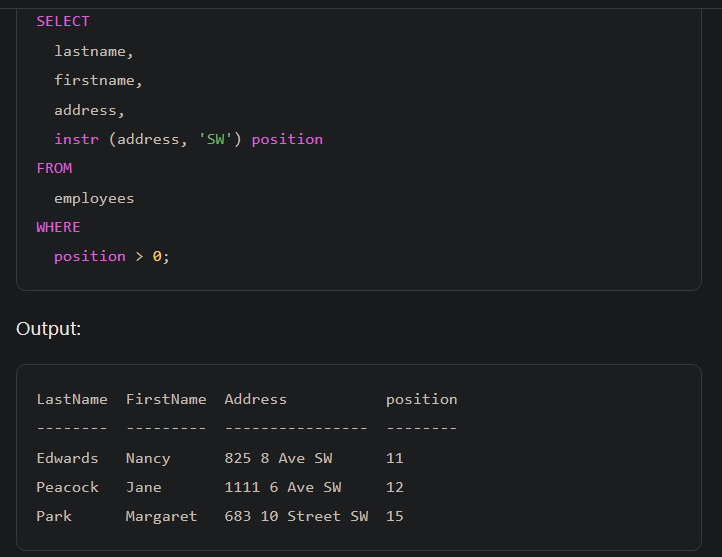 SELECT
lastname,
firstname,
address,
instr (address, 'SW') position
FROM
employees
WHERE
position > 0;
Output:
LastName  FirstName  Address           position
--------  ---------  ----------------  --------
Edwards   Nancy      825 8 Ave SW      11
Peacock   Jane       1111 6 Ave SW     12
Park      Margaret   683 10 Street SW  15